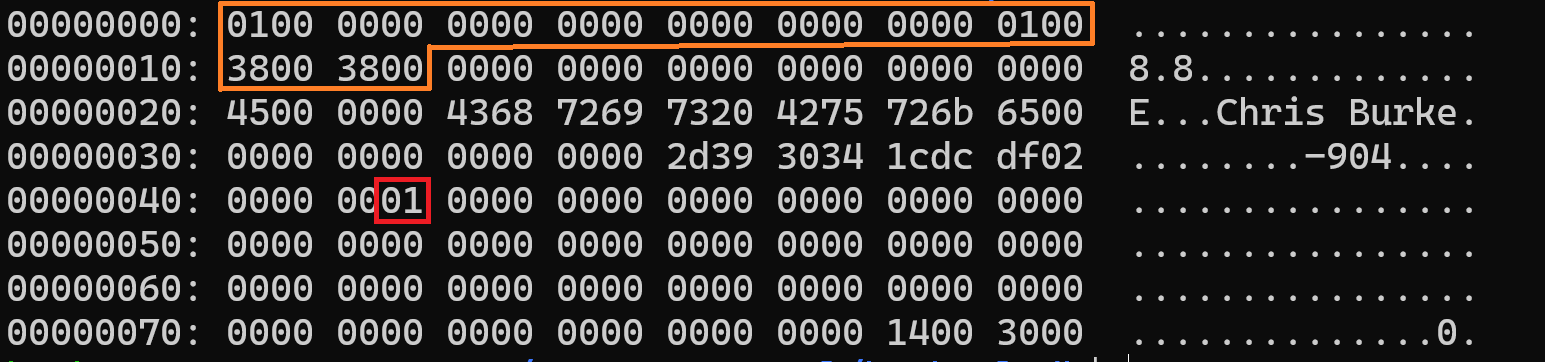 00000000: 0100 0000 0000 0000 0000 0000 0000 0100 ................
00000010: 3800 3800 0000 0000 0000 0000 0000 0000 8.8.............
00000020: 4500 0000 4368 7269 7320 4275 726b 6500 E...Chris Burke.
00000030: 0000 0000 0000 0000 2d39 3034 1cdc df02 ........-904....
00000040: 0000 0001 0000 0000 0000 0000 0000 0000 ................
00000050: 0000 0000 0000 0000 0000 0000 0000 0000 ................
00000060: 0000 0000 0000 0000 0000 0000 0000 0000 ................
00000070: 0000 0000 0000 0000 0000 0000 1400 3000 ..............0.